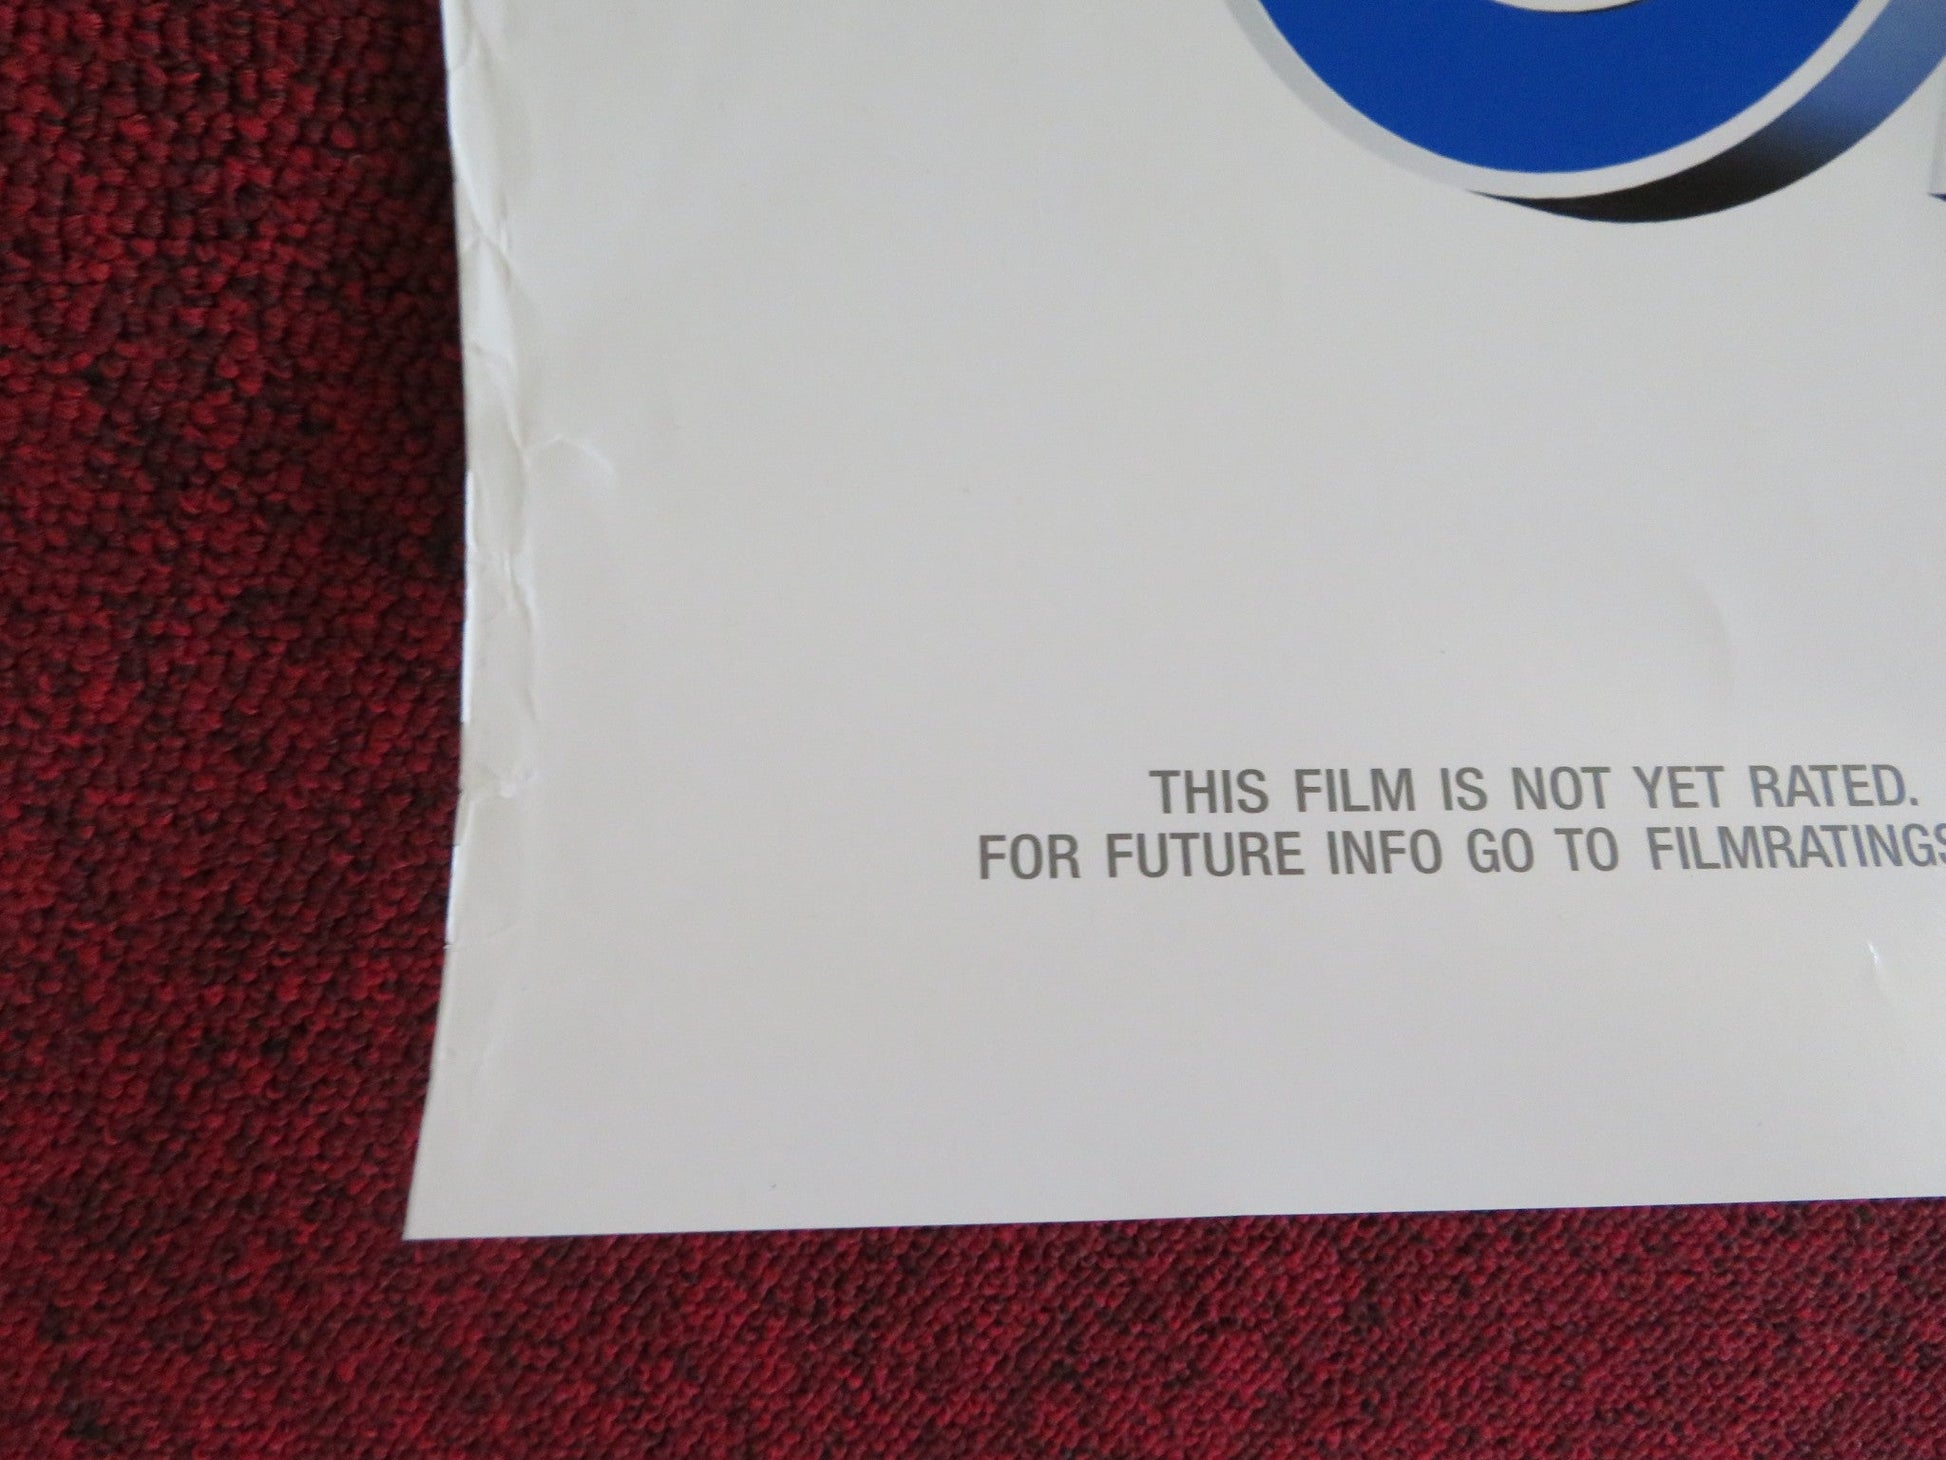 THIS FILM IS NOT YET RATED.
FOR FUTURE INFO GO TO FILMRATINGS